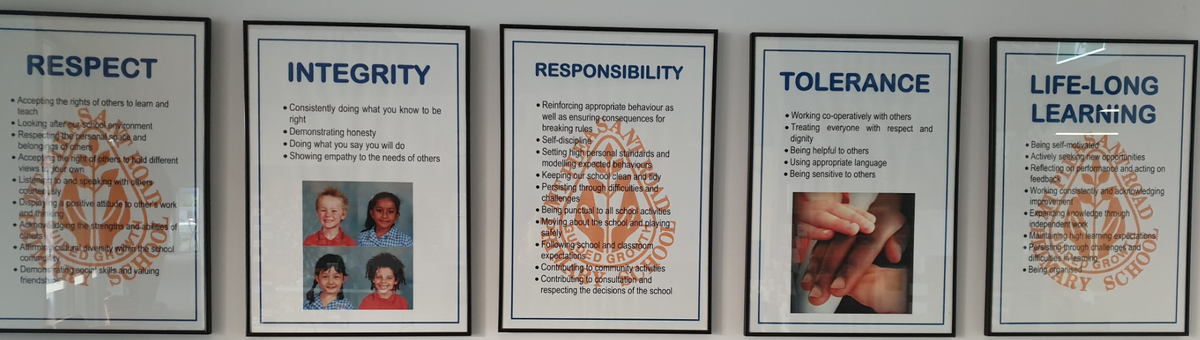 RESPECT
• Accepting the rights of others to learn and
teach
• Looking after our school environment
• Respecting the personal space and
belongings of others
• Accepting the right of others to hold different
views to your own
• Listening to and speaking with others
courteously
• Displaying a positive attitude to other's work
and thinking
• Acknowledging the strengths and abilities of
• Affirming cultural diversity within the school
community
• Demonstrating social skills and valuing
friendship
INTEGRITY
• Consistently doing what you know to be
right
• Demonstrating honesty
• Doing what you say you will do
• Showing empathy to the needs of others
RESPONSIBILITY
• Reinforcing appropriate behaviour as
well as ensuring consequences for
breaking rules
• Self-discipline
• Setting high personal standards and
modelling expected behaviours
• Keeping our school clean and tidy
• Persisting through difficulties and
challenges
• Being punctual to all school activities
• Moving about the school and playing
safely
• Following school and classroom
expectations
• Contributing to community activities
• Contributing to consultation and
respecting the decisions of the school
TOLERANCE
• Working co-operatively with others
• Treating everyone with respect and
dignity
• Being helpful to others
• Using appropriate language
• Being sensitive to others
LIFE-LONG
LEARNING
• Being self-motivated
• Actively seeking new opportunities
• Reflecting on performance and acting on
feedback
• Working consistently and acknowledging
improvement
• Expanding knowledge through
independent work
• Maintaining high learning expectations
• Persisting through challenges and
difficulties in learning
• Being organised